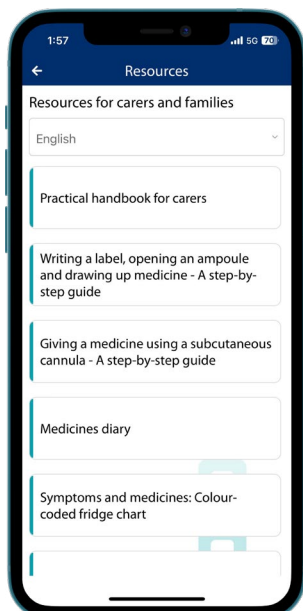 1:57
5G 70
Resources
Resources for carers and families
English
Practical handbook for carers
Writing a label, opening an ampoule
and drawing up medicine - A step-by-
step guide
Giving a medicine using a subcutaneous
cannula - A step-by-step guide
Medicines diary
Symptoms and medicines: Colour-
coded fridge chart